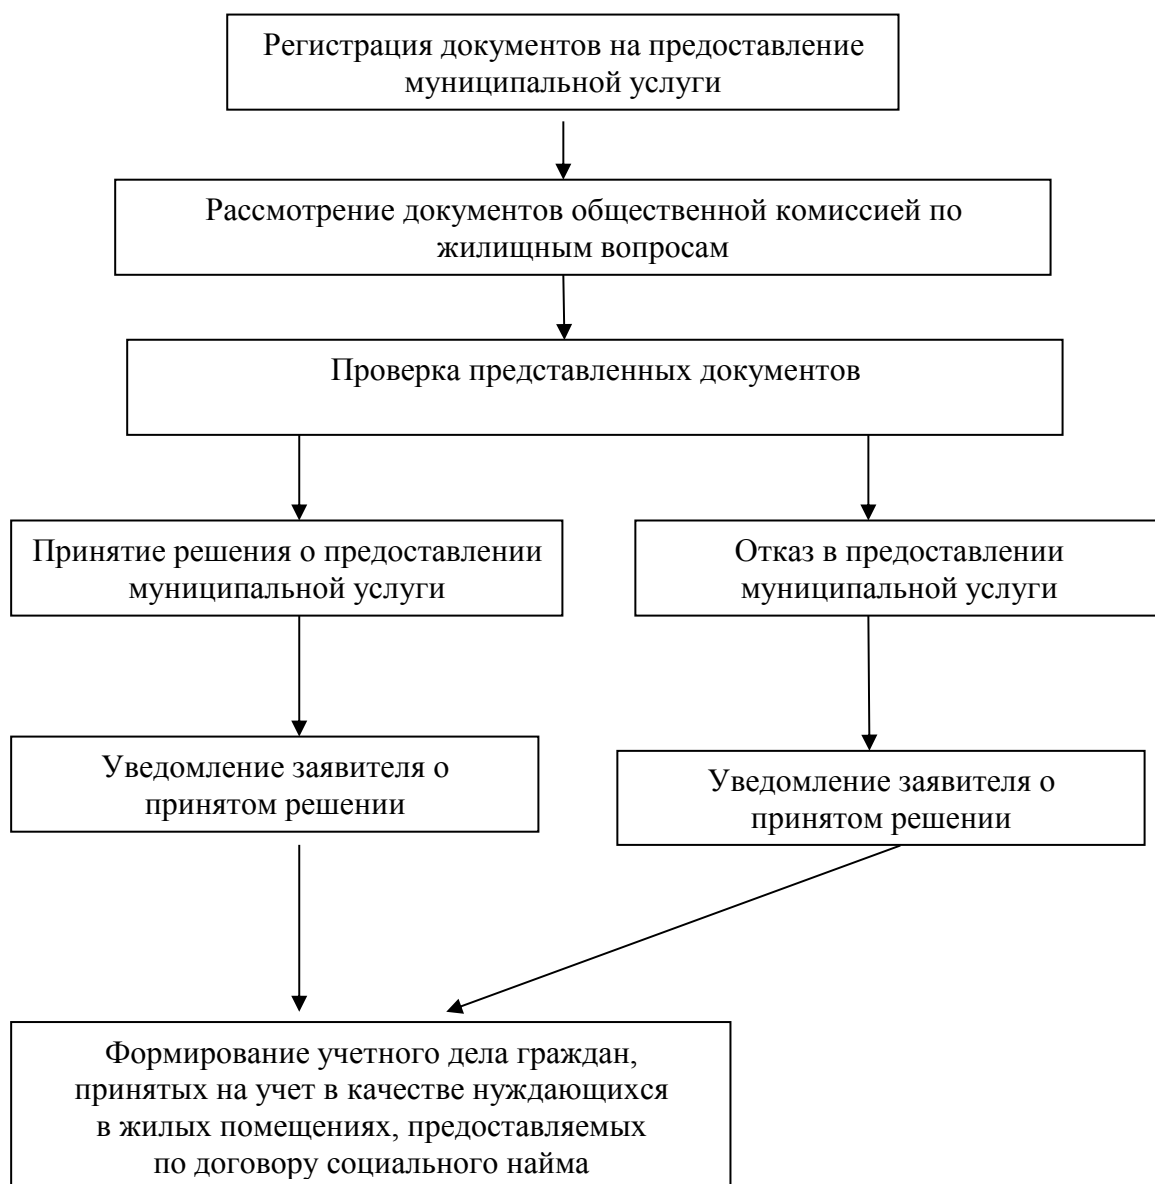 Регистрация документов на предоставление
муниципальной услуги
Рассмотрение документов общественной комиссией по
жилищным вопросам
Проверка представленных документов
Принятие решения о предоставлении
муниципальной услуги
Отказ в предоставлении
муниципальной услуги
Уведомление заявителя о
принятом решении
Уведомление заявителя о
принятом решении
Формирование учетного дела граждан,
принятых на учет в качестве нуждающихся
в жилых помещениях, предоставляемых
по договору социального найма